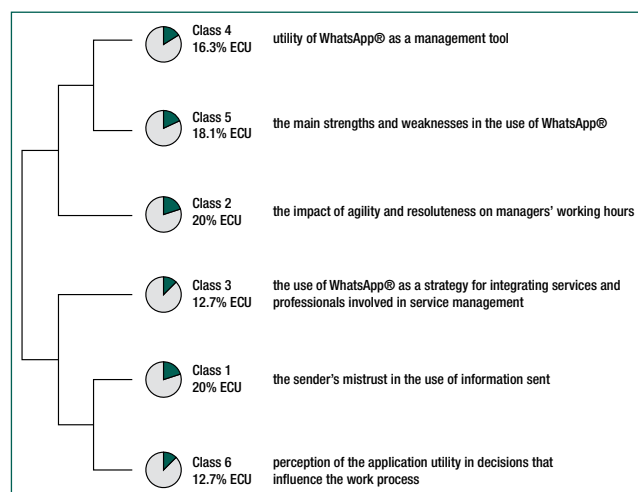 Class 4
16.3% ECU
utility of WhatsApp® as a management tool
Class 5
18.1% ECU
the main strengths and weaknesses in the use of WhatsApp®
Class 2
20% ECU
the impact of agility and resoluteness on managers’ working hours
Class 3
12.7% ECU
the use of WhatsApp® as a strategy for integrating services and
professionals involved in service management
Class 1
20% ECU
the sender’s mistrust in the use of information sent
Class 6
12.7% ECU
perception of the application utility in decisions that
influence the work process